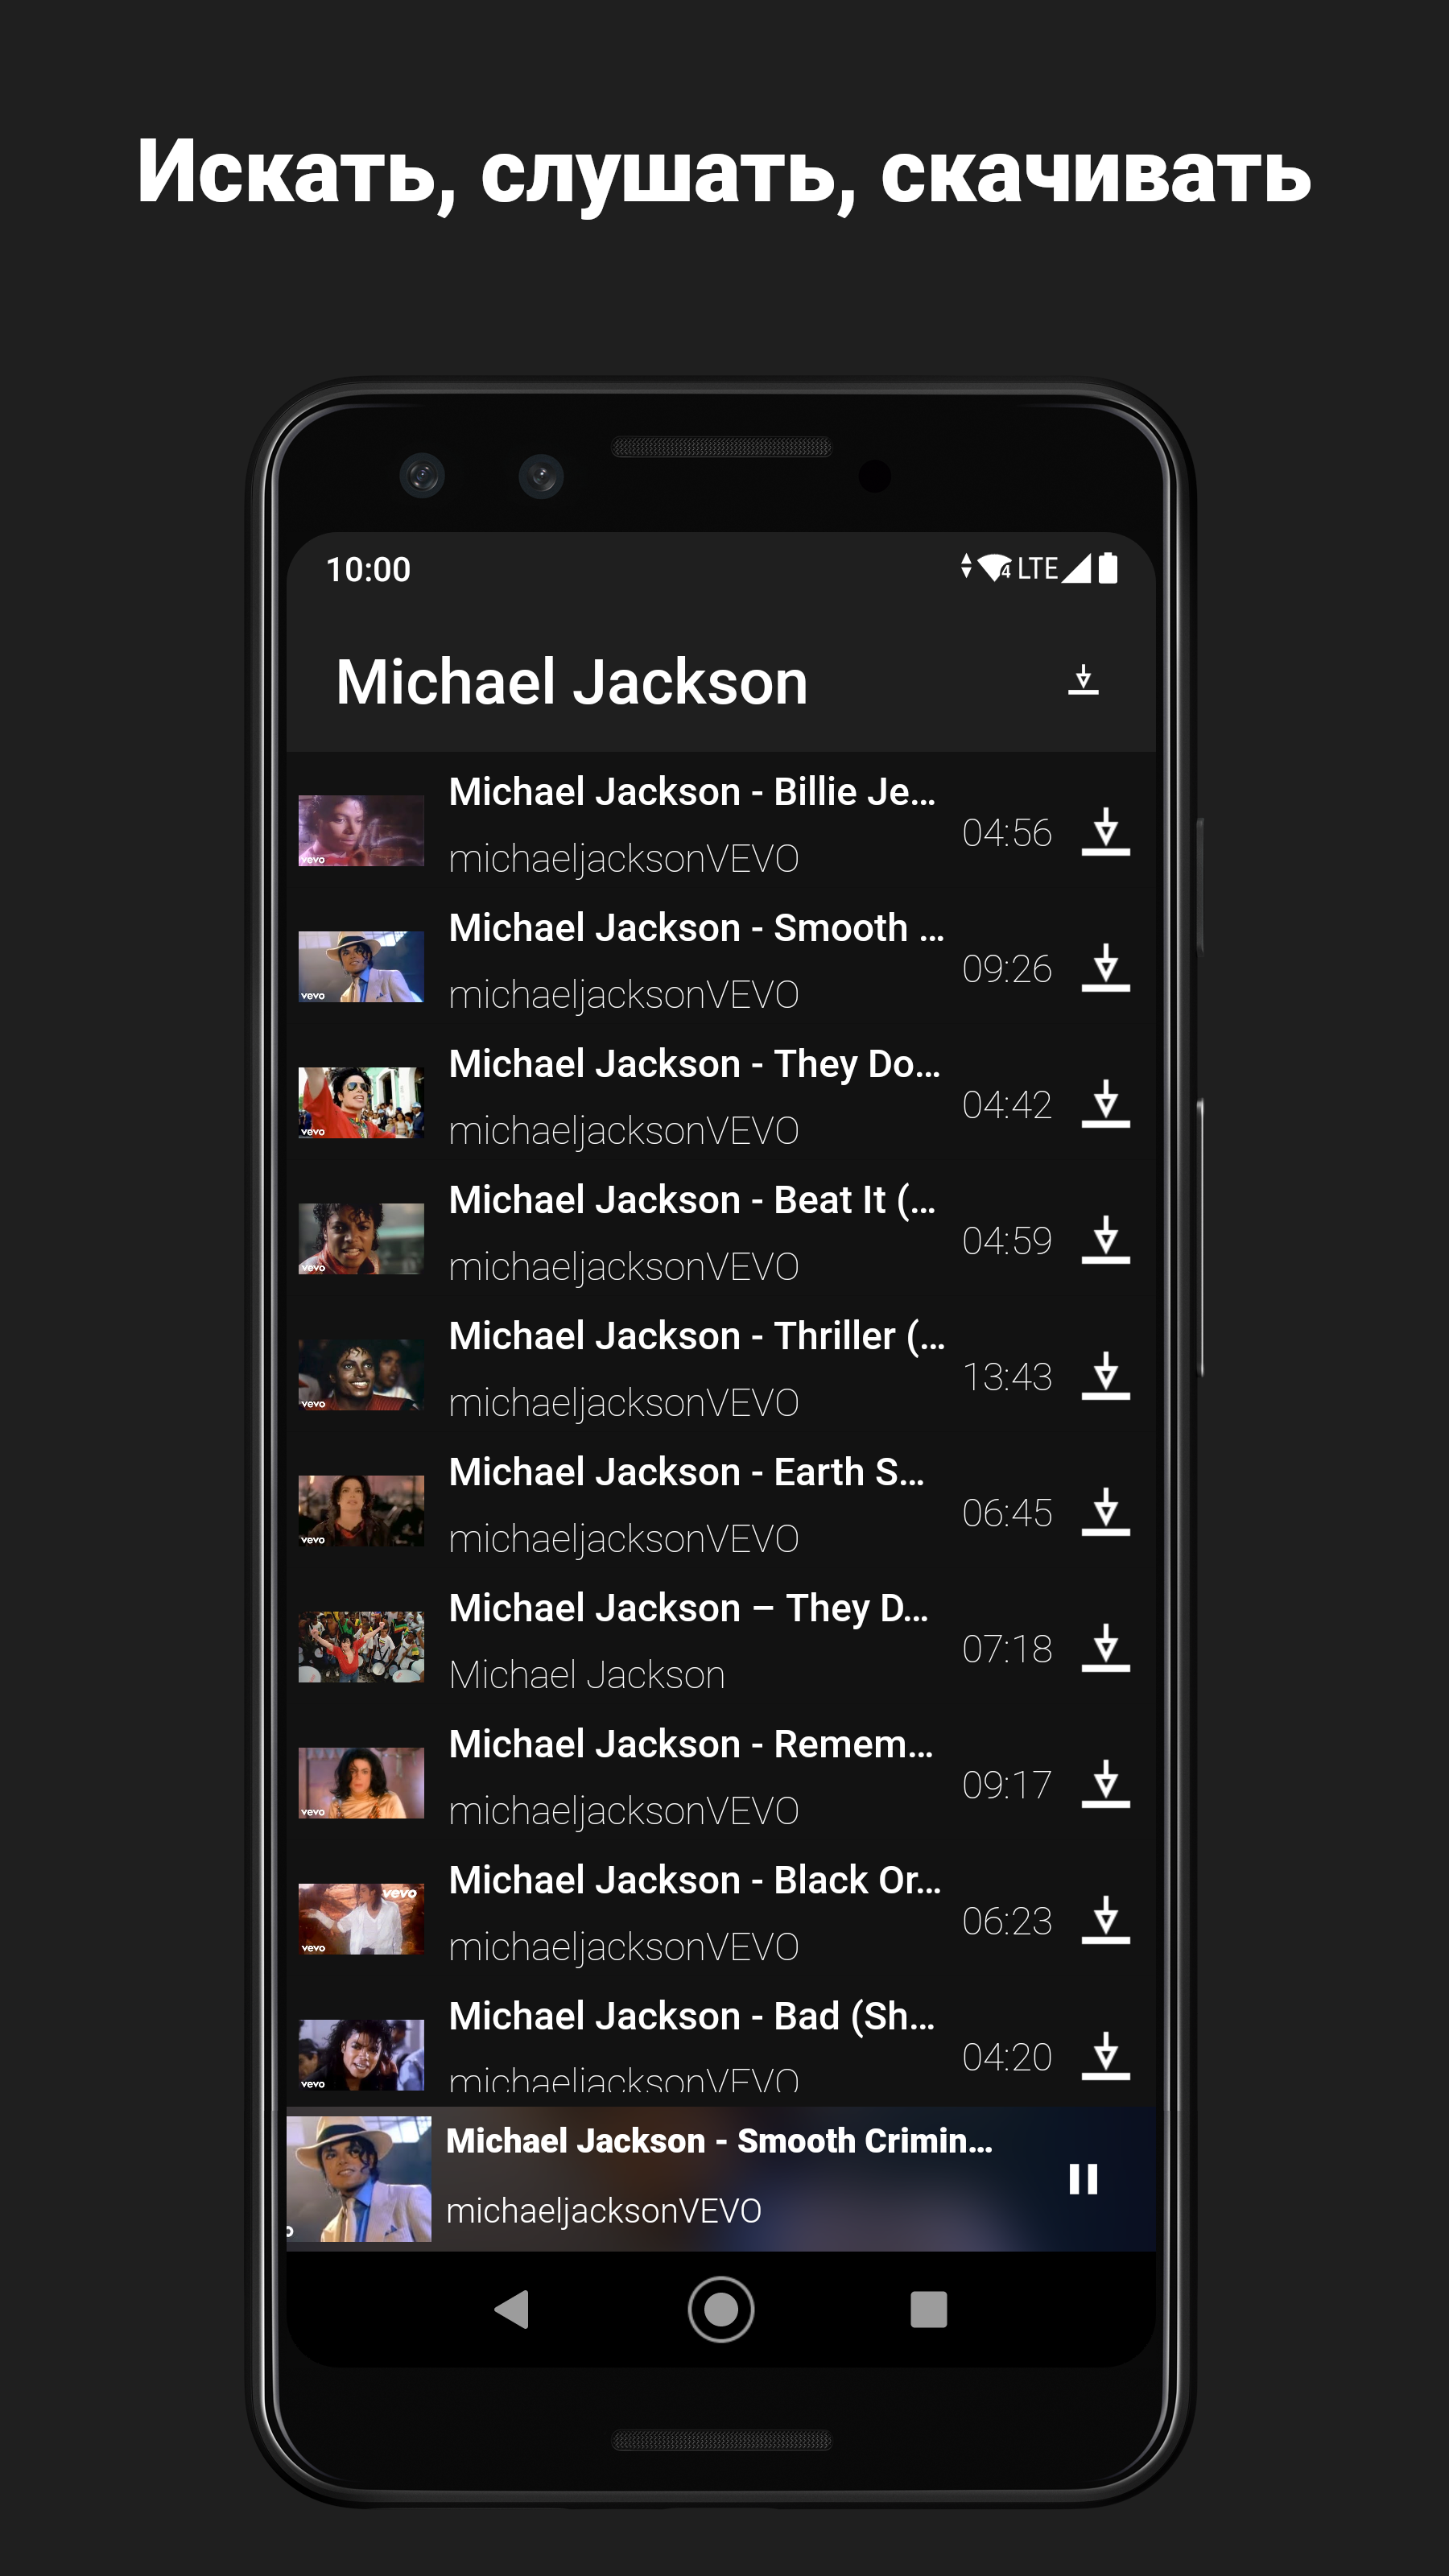 Искать, слушать, скачивать
10:00
4 LTE
Michael Jackson
Michael Jackson - Billie Je...
michaeljacksonVEVO
04:56
vevo
Michael Jackson - Smooth ...
michaeljacksonVEVO
09:26
vevo
Michael Jackson - They Do...
michaeljacksonVEVO
04:42
vevo
Michael Jackson - Beat It (...
michaeljacksonVEVO
04:59
vevo
Michael Jackson - Thriller (...
michaeljacksonVEVO
13:43
vevo
Michael Jackson - Earth S...
michaeljacksonVEVO
06:45
vevo
Michael Jackson – They D...
Michael Jackson
07:18
Michael Jackson - Remem...
michaeljacksonVEVO
09:17
vevo
Michael Jackson - Black Or...
michaeljacksonVEVO
06:23
vevo
vevo
Michael Jackson - Bad (Sh...
michaeljacksonVEVO
04:20
vevo
Michael Jackson - Smooth Crimin...
michaeljacksonVEVO